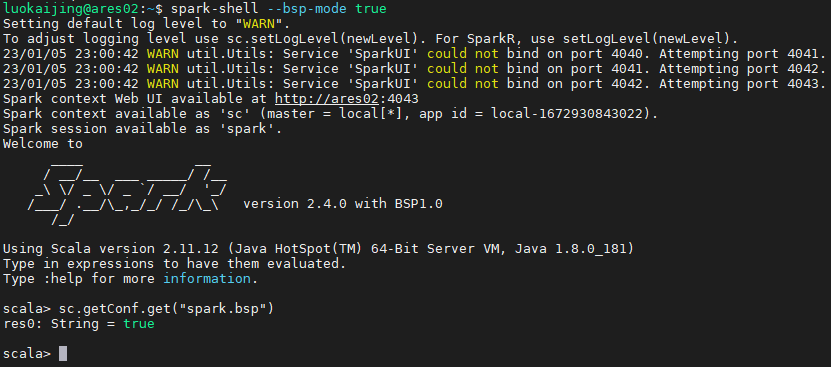 luokaijing@ares02:~$ spark-shell --bsp-mode true
Setting default log level to "WARN".
To adjust logging level use sc.setLogLevel(newLevel). For SparkR, use setLogLevel(newLevel).
23/01/05 23:00:42 WARN util.Utils: Service 'SparkUI' could not bind on port 4040. Attempting port 4041.
23/01/05 23:00:42 WARN util.Utils: Service 'SparkUI' could not bind on port 4041. Attempting port 4042.
23/01/05 23:00:42 WARN util.Utils: Service 'SparkUI' could not bind on port 4042. Attempting port 4043.
Spark context Web UI available at http://ares02:4043
Spark context available as 'sc' (master = local[*], app id = local-1672930843022).
Spark session available as 'spark'.
Welcome to
      ____              __
     / __/__  ___ _____/ /__
    _\ \/ _ \/ _ `/ __/  '_/
   /___/ .__/\_,_/_/ /_/\_\   version 2.4.0 with BSP1.0
      /_/
Using Scala version 2.11.12 (Java HotSpot(TM) 64-Bit Server VM, Java 1.8.0_181)
Type in expressions to have them evaluated.
Type :help for more information.
scala> sc.getConf.get("spark.bsp")
res0: String = true
scala>